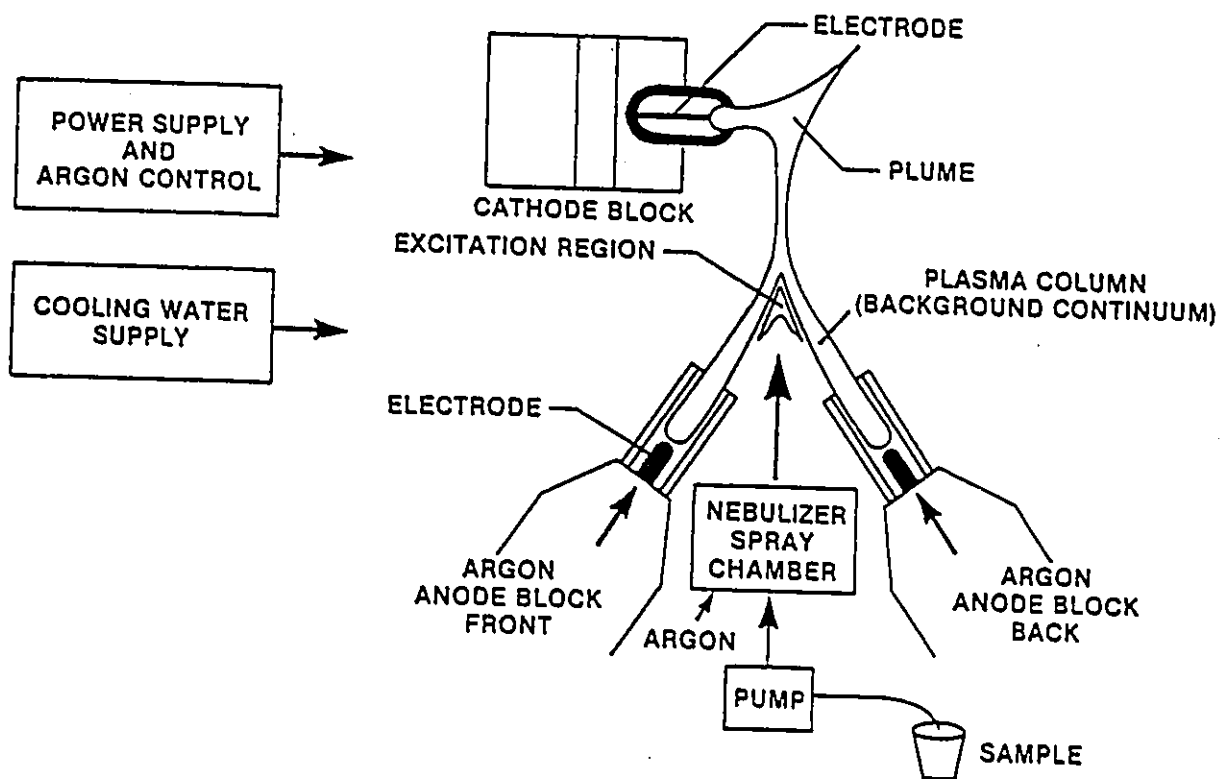 ELECTRODE
POWER SUPPLY
AND
ARGON CONTROL
PLUME
CATHODE BLOCK
EXCITATION REGION
PLASMA COLUMN
(BACKGROUND CONTINUUM)
COOLING WATER
SUPPLY
ELECTRODE
NEBULIZER
SPRAY
CHAMBER
ARGON
ANODE BLOCK
FRONT
ARGON
ANODE BLOCK
BACK
ARGON
PUMP
SAMPLE